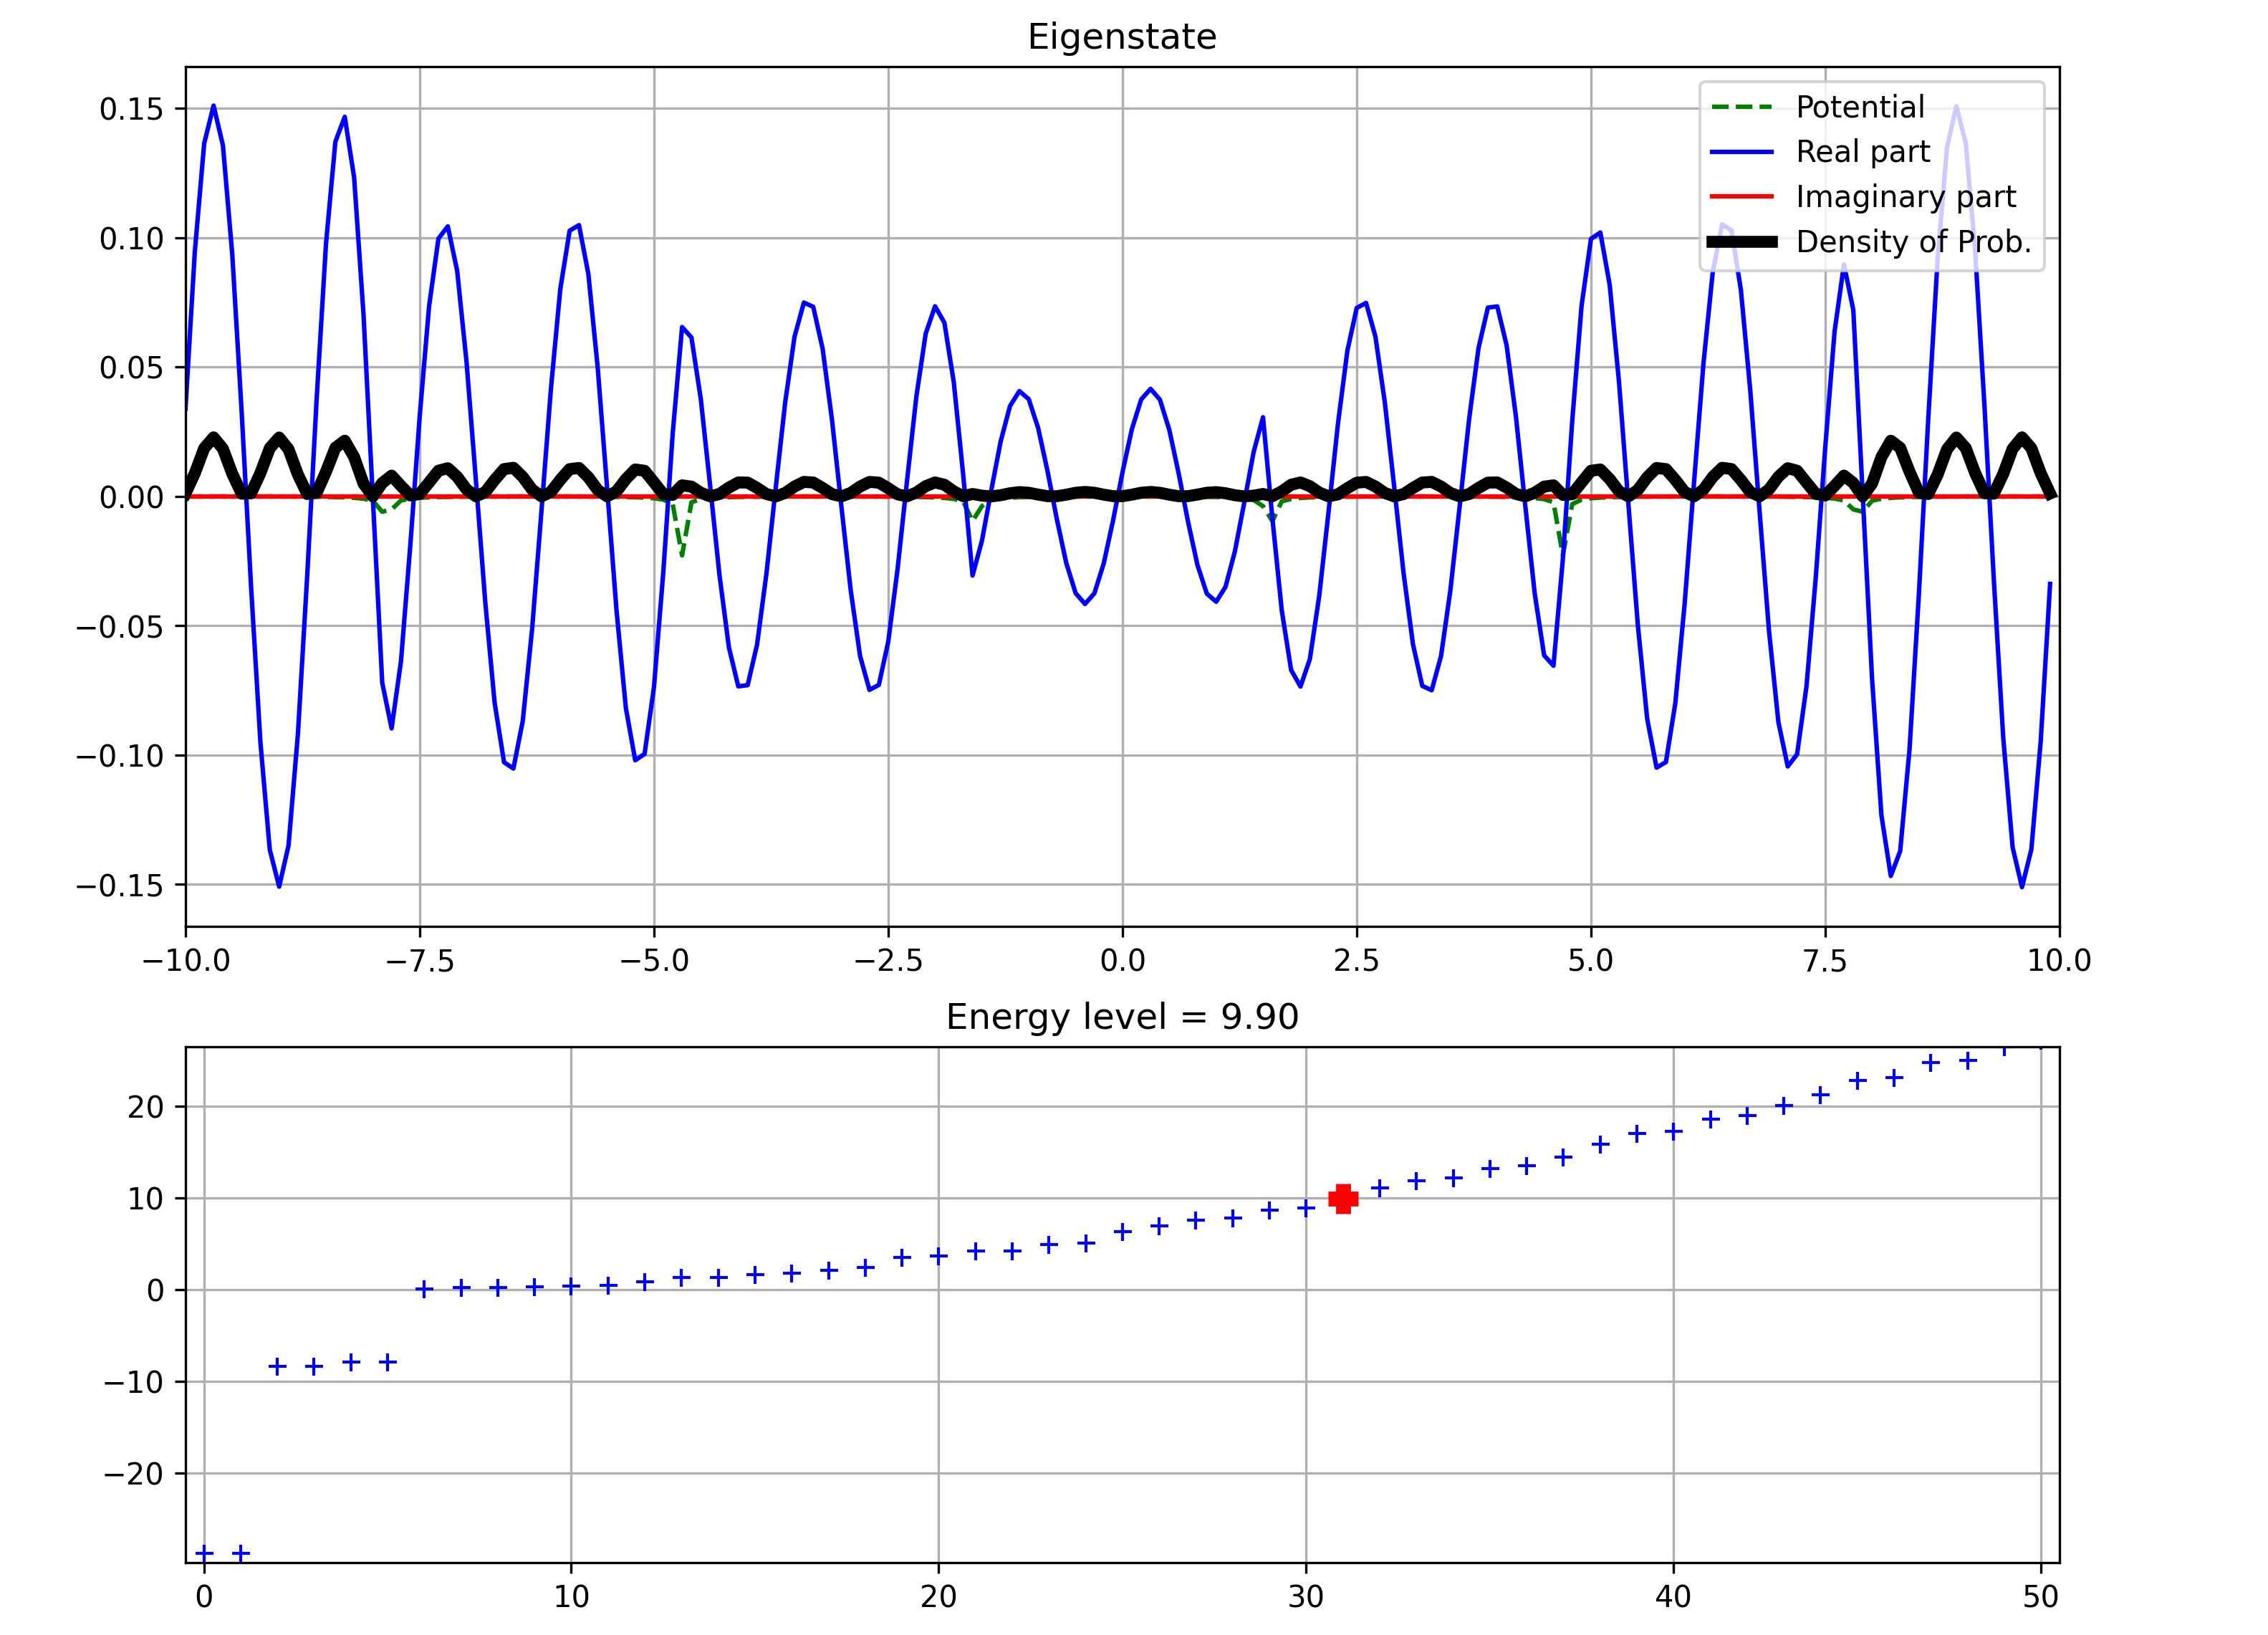 Eigenstate
Potential
Real part
Imaginary part
Density of Prob.
0.15
0.10
0.05
0.00
−0.05
−0.10
−0.15
−10.0 −7.5 −5.0 −2.5 0.0 2.5 5.0 7.5 10.0
Energy level = 9.90
20
10
0
−10
−20
0 10 20 30 40 50